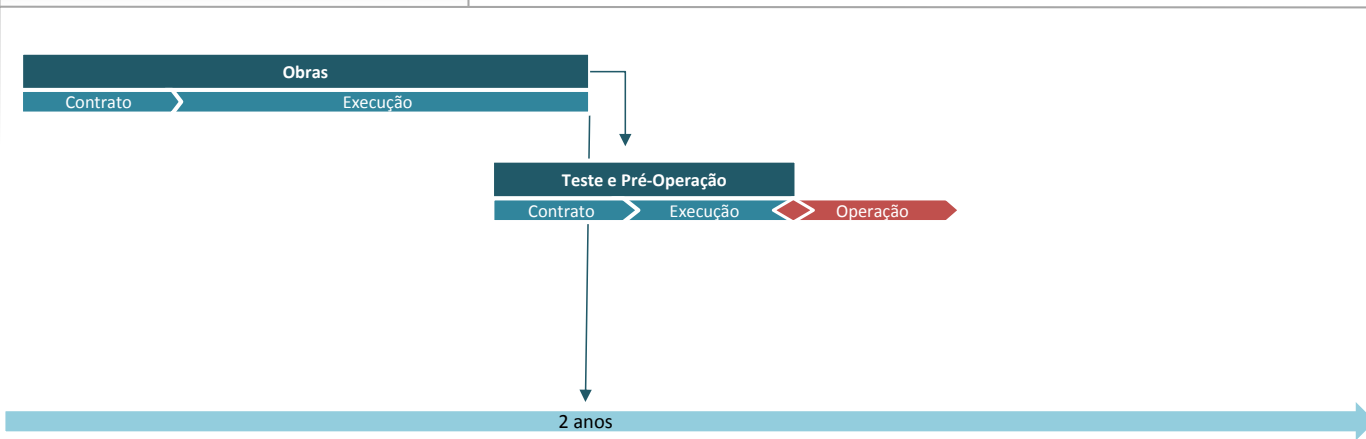 Obras
Contrato
Execução
Teste e Pré-Operação
Contrato
Execução
Operação
2 anos